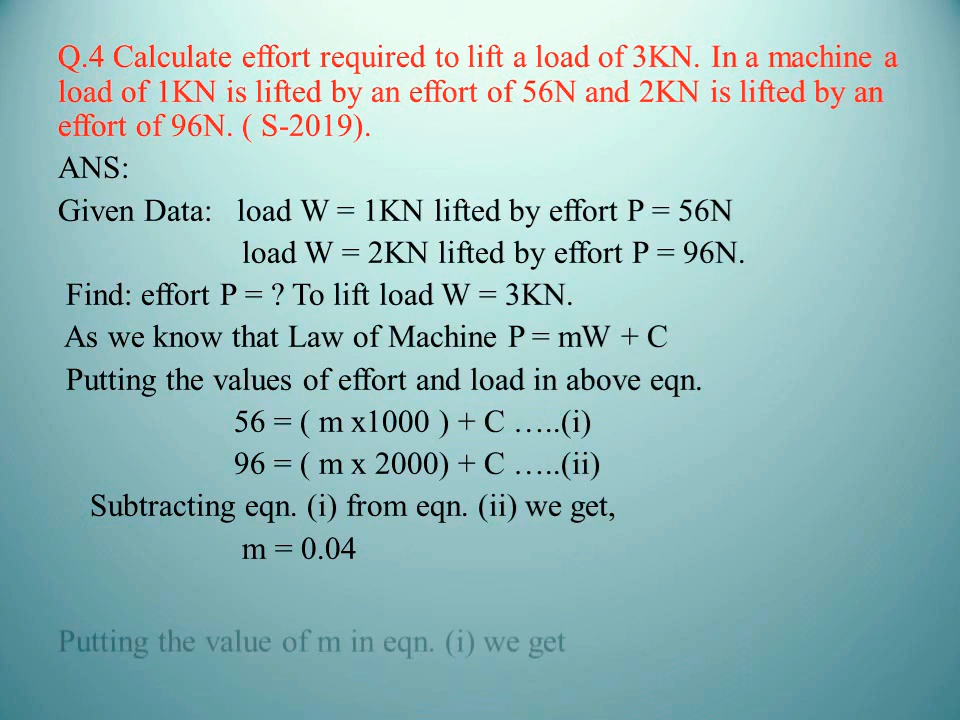 Q.4 Calculate effort required to lift a load of 3KN. In a machine a
load of 1KN is lifted by an effort of 56N and 2KN is lifted by an
effort of 96N. ( S-2019).
ANS:
Given Data: load W = 1KN lifted by effort P = 56N
load W = 2KN lifted by effort P = 96N.
Find: effort P = ? To lift load W = 3KN.
As we know that Law of Machine P = mW + C
Putting the values of effort and load in above eqn.
56 = ( m x1000 ) + C …..(i)
96 = ( m x 2000) + C …..(ii)
Subtracting eqn. (i) from eqn. (ii) we get,
m = 0.04
Putting the value of m in eqn. (i) we get